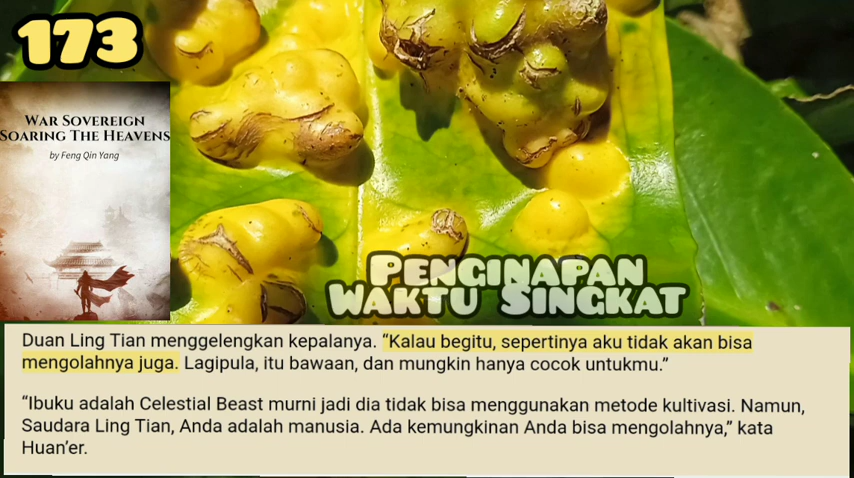 173
WAR SOVEREIGN
SOARING THE HEAVENS
by Feng Qin Yang
PENGINAPAN
WAKTU SINGKAT
Duan Ling Tian menggelengkan kepalanya. “Kalau begitu, sepertinya aku tidak akan bisa
mengolahnya juga. Lagipula, itu bawaan, dan mungkin hanya cocok untukmu.”
“Ibuku adalah Celestial Beast murni jadi dia tidak bisa menggunakan metode kultivasi. Namun,
Saudara Ling Tian, Anda adalah manusia. Ada kemungkinan Anda bisa mengolahnya,” kata
Huan’er.